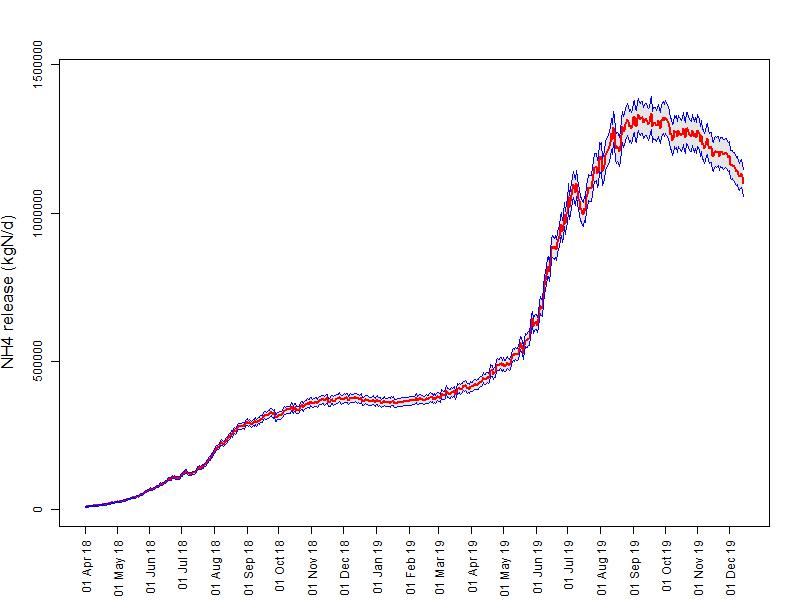 NH4 release (kgN/d)
1500000
1000000
500000
0
01 Apr 18
01 May 18
01 Jun 18
01 Jul 18
01 Aug 18
01 Sep 18
01 Oct 18
01 Nov 18
01 Dec 18
01 Jan 19
01 Feb 19
01 Mar 19
01 Apr 19
01 May 19
01 Jun 19
01 Jul 19
01 Aug 19
01 Sep 19
01 Oct 19
01 Nov 19
01 Dec 19